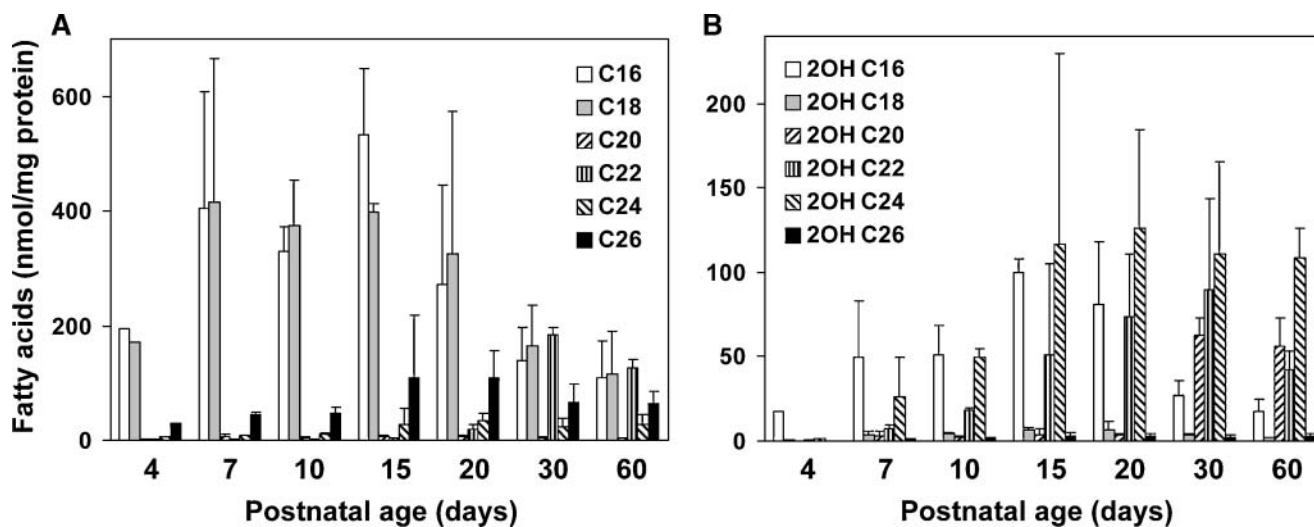 A
Fatty acids (nmol/mg protein)
600
400
200
0
C16
C18
C20
C22
C24
C26
4 7 10 15 20 30 60
Postnatal age (days)
B
200
150
100
50
0
2OH C16
2OH C18
2OH C20
2OH C22
2OH C24
2OH C26
4 7 10 15 20 30 60
Postnatal age (days)